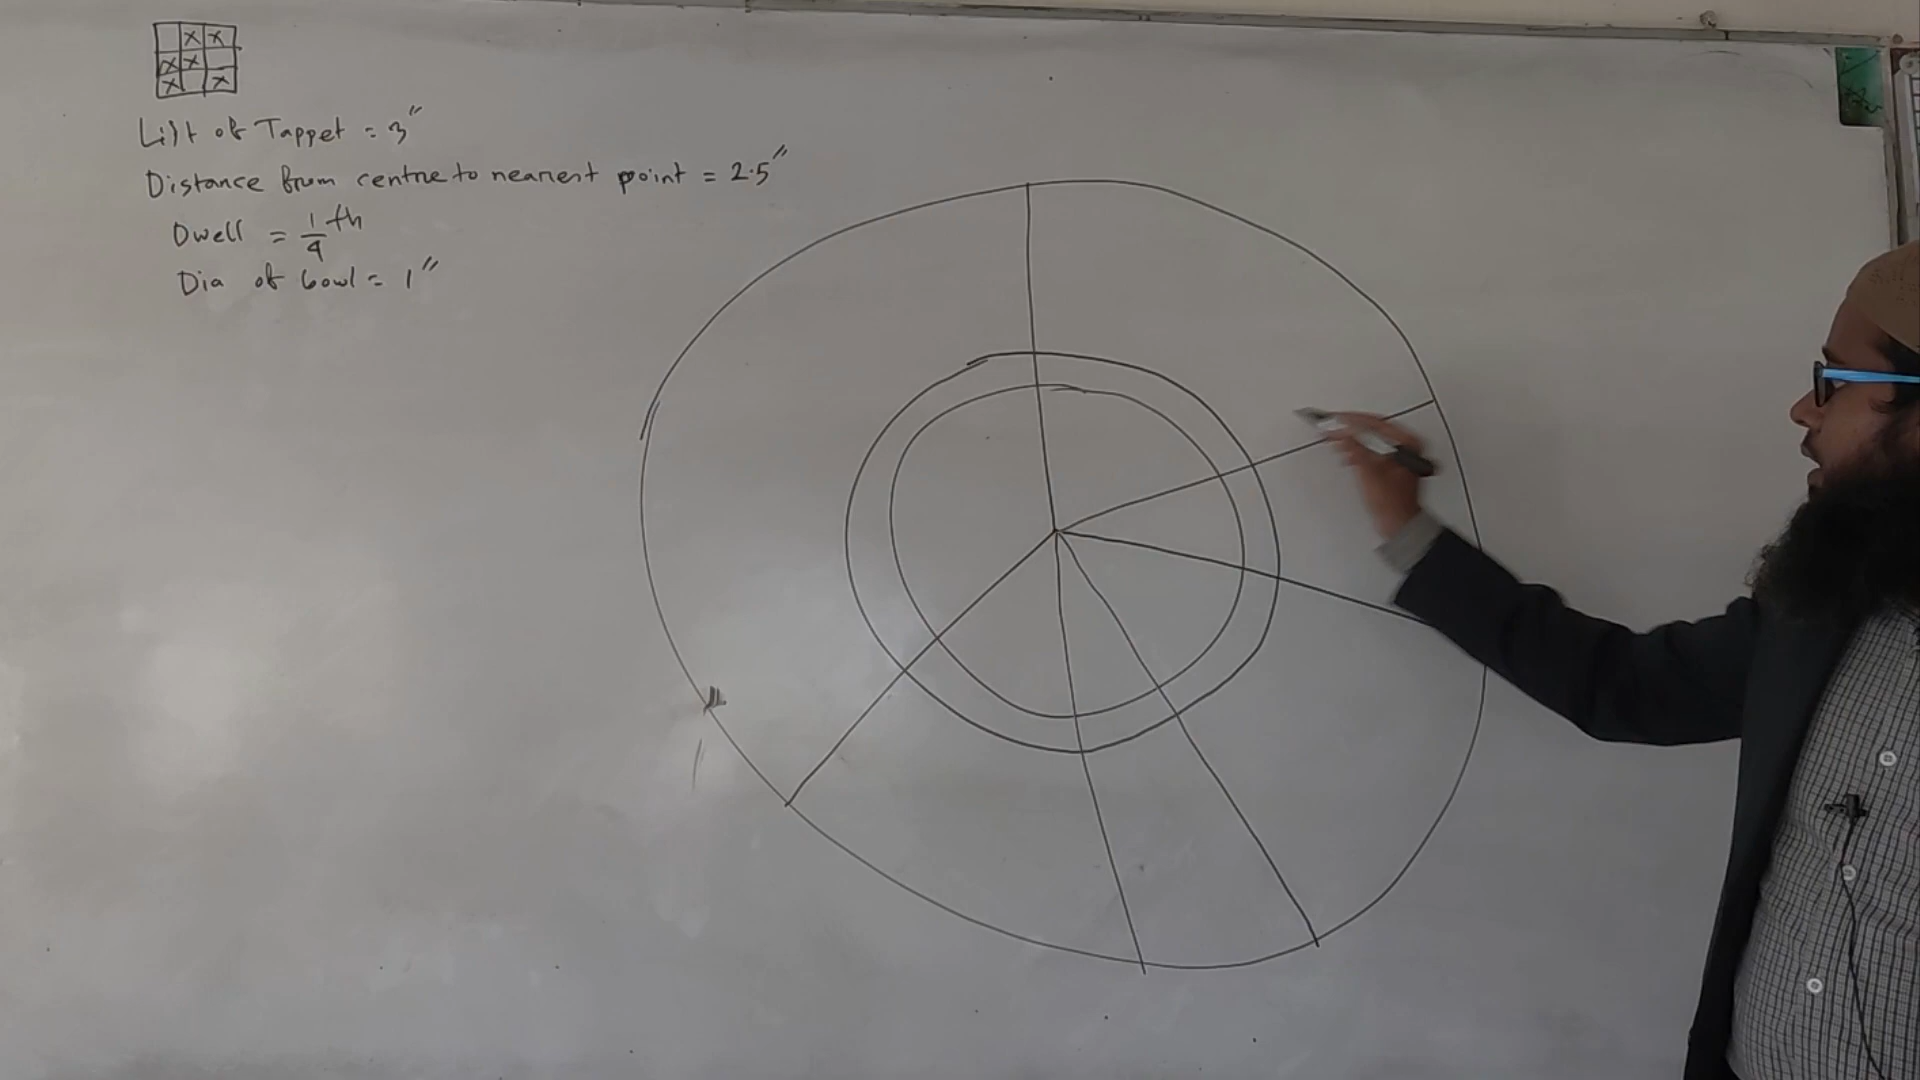 X X
X X
X X
Lift of Tappet = 3"
Distance from centre to nearest point = 2.5"
Dwell = 1/4 th
Dia of bowl = 1"